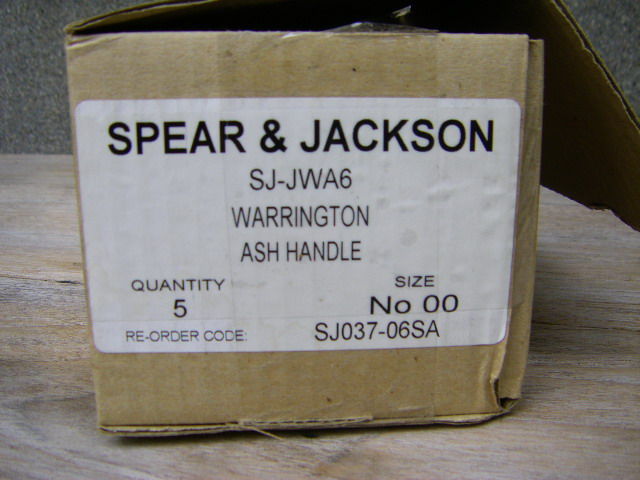 SPEAR & JACKSON
SJ-JWA6
WARRINGTON
ASH HANDLE
QUANTITY SIZE
5 No 00
RE-ORDER CODE: SJ037-06SA